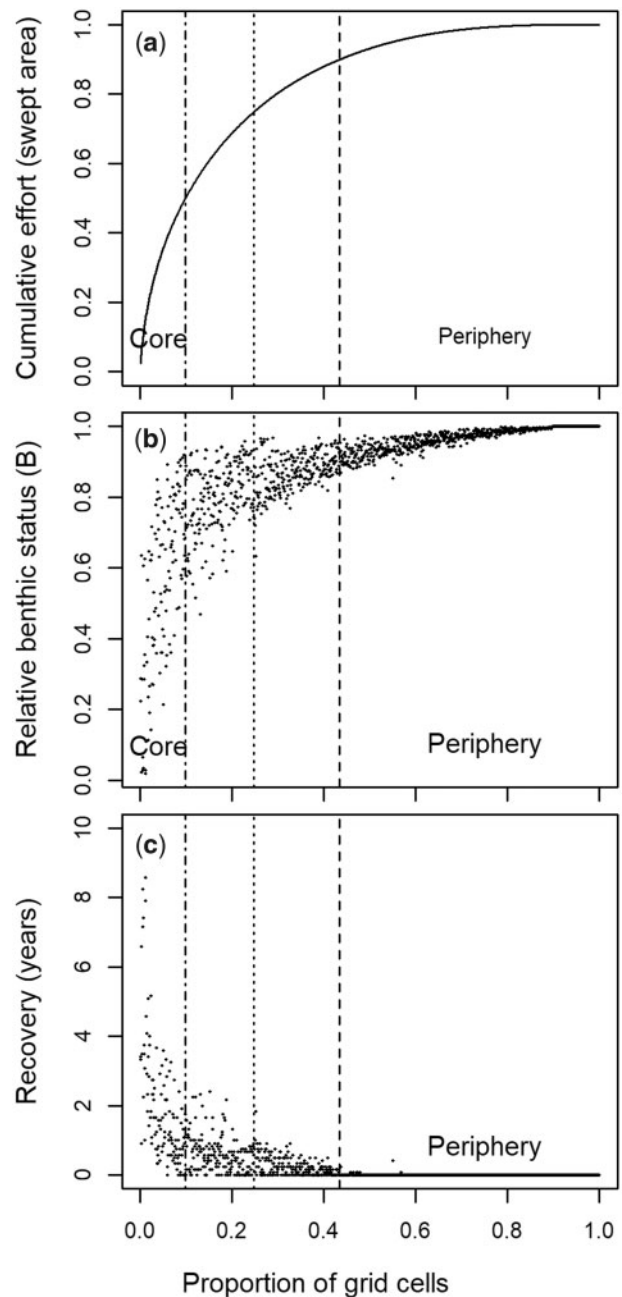 (a)
Cumulative effort (swept area)
1.0
0.8
0.6
0.4
0.2
0.0
Core
Periphery
(b)
Relative benthic status (B)
1.0
0.8
0.6
0.4
0.2
0.0
Core
Periphery
(c)
Recovery (years)
10
8
6
4
2
0
Periphery
0.0 0.2 0.4 0.6 0.8 1.0
Proportion of grid cells